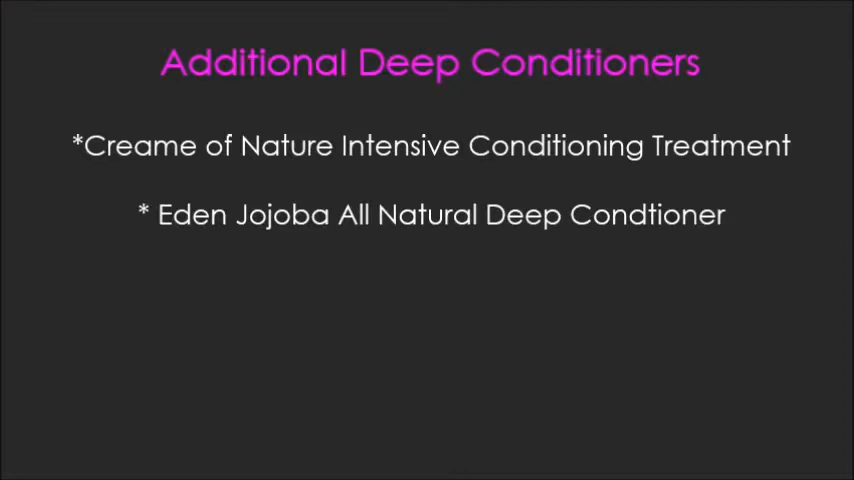 Additional Deep Conditioners
*Creame of Nature Intensive Conditioning Treatment
* Eden Jojoba All Natural Deep Condtioner